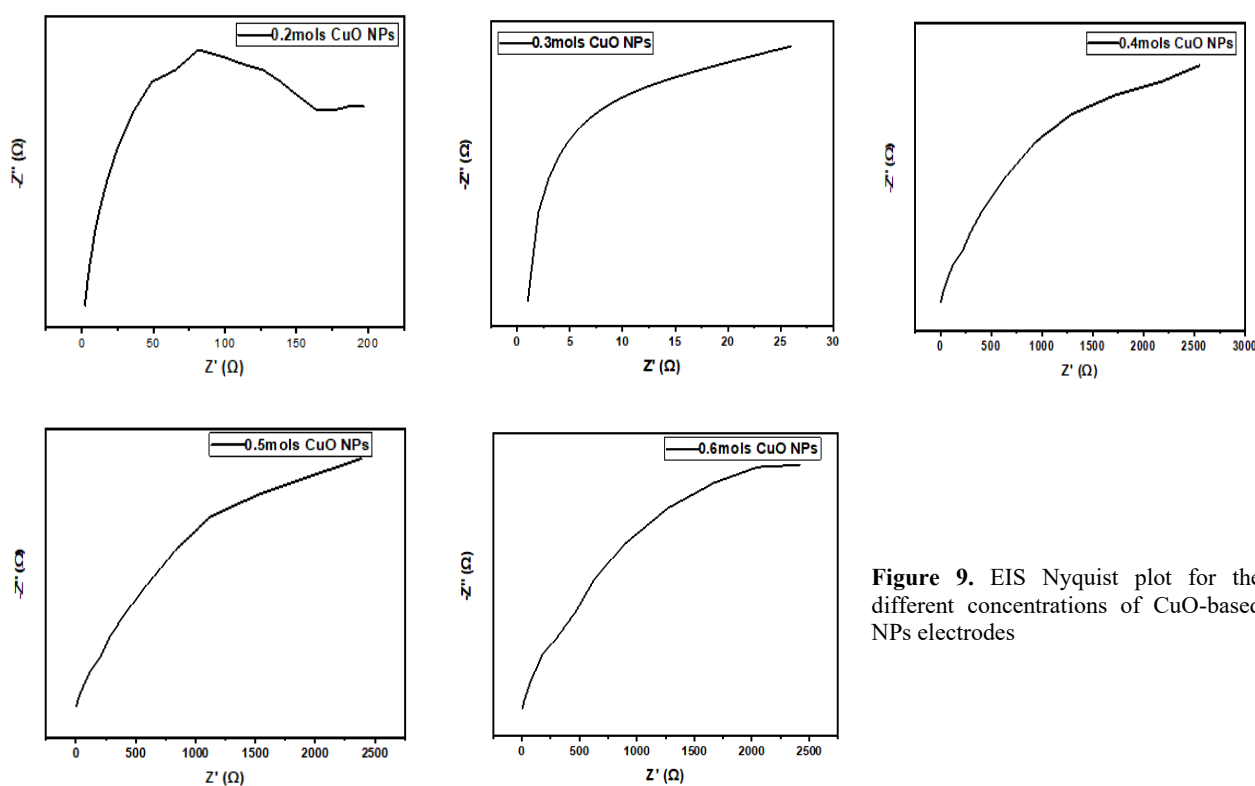 0.2mols CuO NPs
-Z'' (Ω)
0 50 100 150 200
Z' (Ω)
0.3mols CuO NPs
-Z'' (Ω)
0 5 10 15 20 25 30
Z' (Ω)
0.4mols CuO NPs
-Z'' (Ω)
0 500 1000 1500 2000 2500 3000
Z' (Ω)
0.5mols CuO NPs
-Z'' (Ω)
0 500 1000 1500 2000 2500
Z' (Ω)
0.6mols CuO NPs
-Z'' (Ω)
0 500 1000 1500 2000 2500
Z' (Ω)
Figure 9. EIS Nyquist plot for the
different concentrations of CuO-based
NPs electrodes